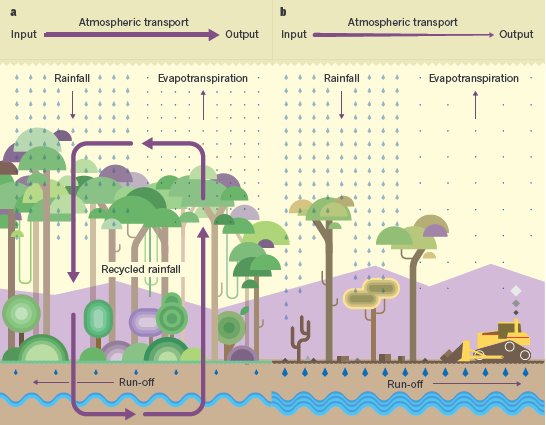 a
Atmospheric transport
Input
Output
Rainfall
Evapotranspiration
Recycled rainfall
Run-off
b
Atmospheric transport
Input
Output
Rainfall
Evapotranspiration
Run-off